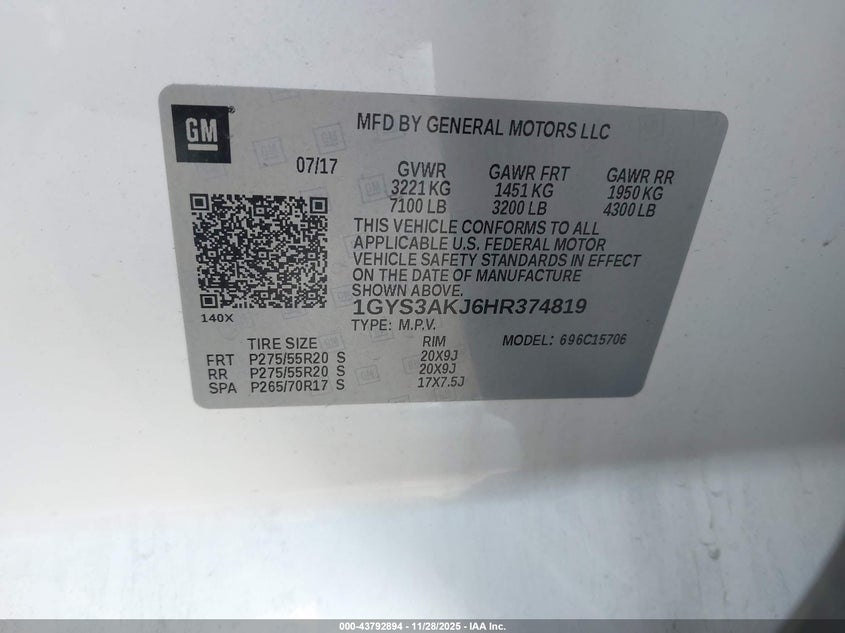 GM
®
MFD BY GENERAL MOTORS LLC
07/17
GVWR GAWR FRT GAWR RR
3221 KG 1451 KG 1950 KG
7100 LB 3200 LB 4300 LB
THIS VEHICLE CONFORMS TO ALL
APPLICABLE U.S. FEDERAL MOTOR
VEHICLE SAFETY STANDARDS IN EFFECT
ON THE DATE OF MANUFACTURE
SHOWN ABOVE.
1GYS3AKJ6HR374819
140X
TYPE: M.P.V. MODEL: 696C15706
TIRE SIZE RIM
FRT P275/55R20 S 20X9J
RR P275/55R20 S 20X9J
SPA P265/70R17 S 17X7.5J
000-43792894 - 11/28/2025 - IAA Inc.